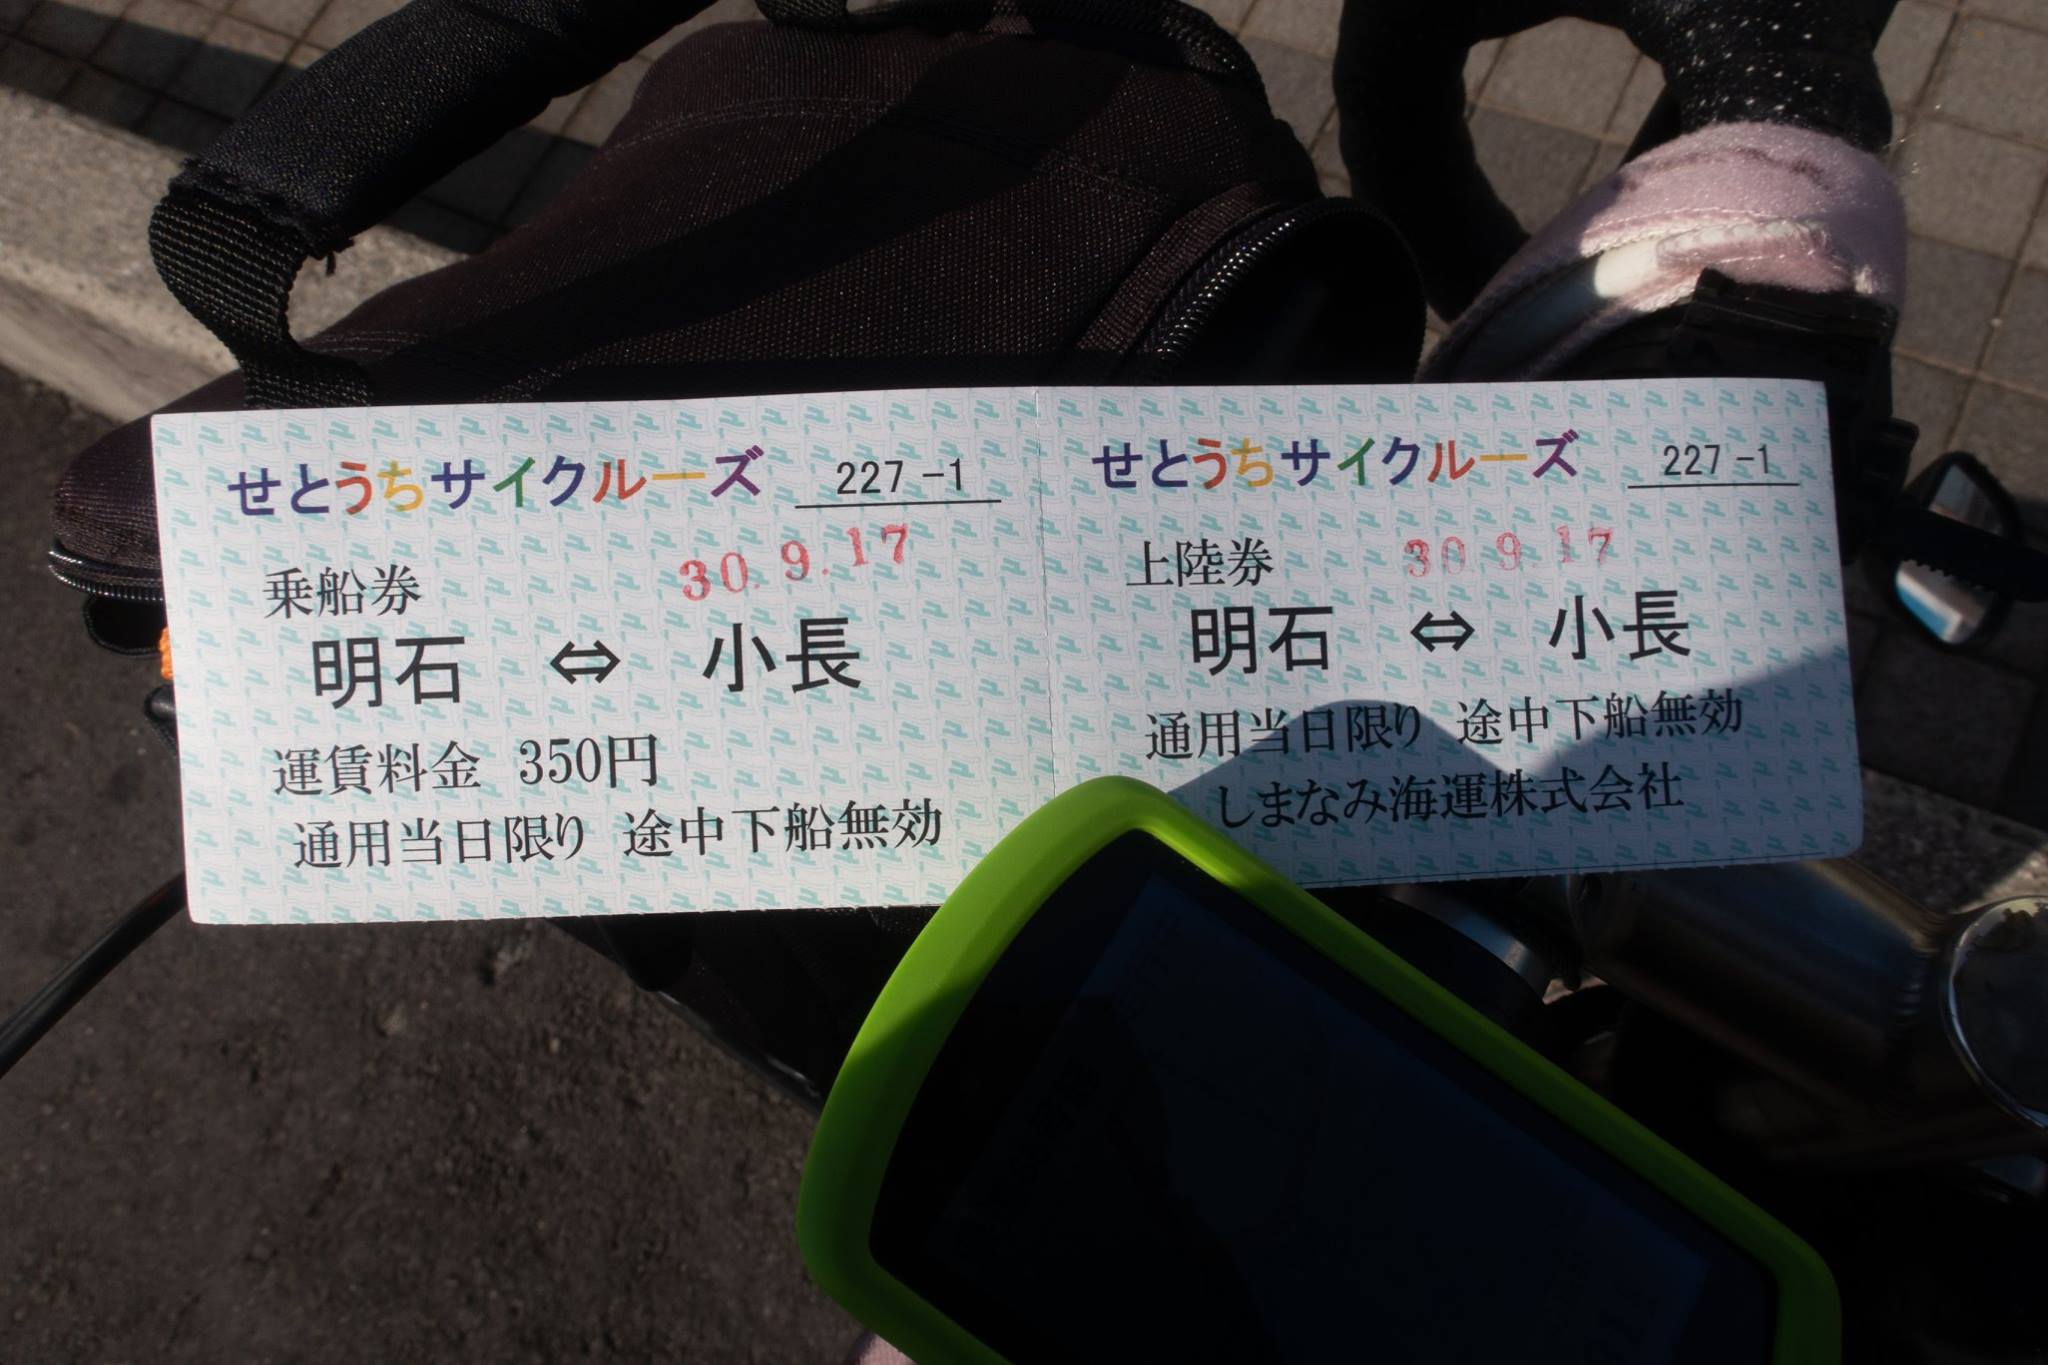 せとうちサイクルーズ 227-1
30.9.17
乗船券
明石 ⇔ 小長
運賃料金 350円
通用当日限り 途中下船無効
せとうちサイクルーズ 227-1
30.9.17
上陸券
明石 ⇔ 小長
通用当日限り 途中下船無効
しまなみ海運株式会社